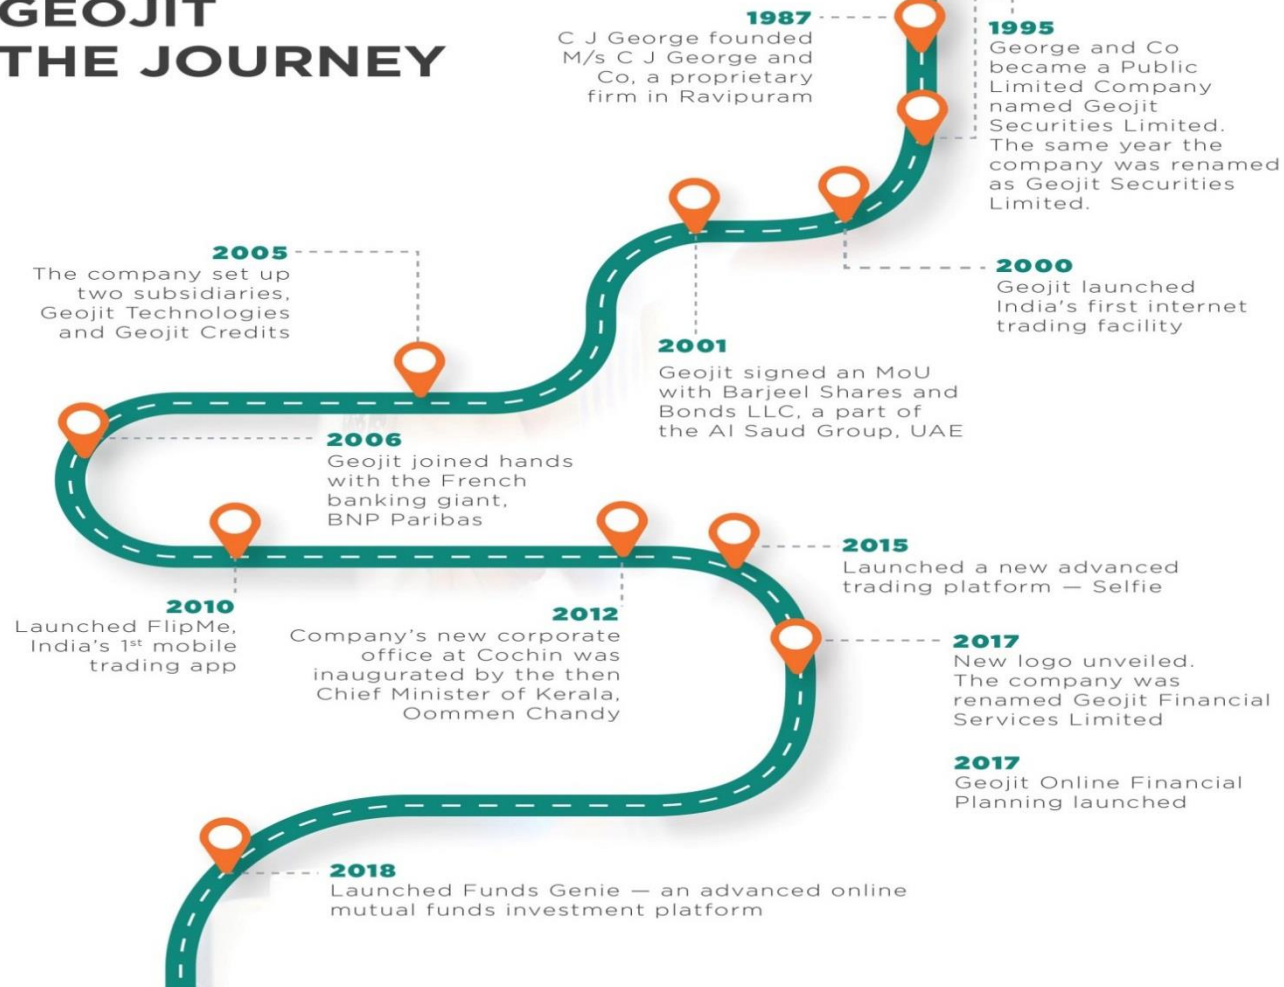 GEOJIT
THE JOURNEY
1987
C J George founded
M/s C J George and
Co, a proprietary
firm in Ravipuram
1995
George and Co
became a Public
Limited Company
named Geojit
Securities Limited.
The same year the
company was renamed
as Geojit Securities
Limited.
2000
Geojit launched
India's first internet
trading facility
2001
Geojit signed an MoU
with Barjeel Shares and
Bonds LLC, a part of
the Al Saud Group, UAE
2005
The company set up
two subsidiaries,
Geojit Technologies
and Geojit Credits
2006
Geojit joined hands
with the French
banking giant,
BNP Paribas
2010
Launched FlipMe,
India's 1st mobile
trading app
2012
Company's new corporate
office at Cochin was
inaugurated by the then
Chief Minister of Kerala,
Oommen Chandy
2015
Launched a new advanced
trading platform — Selfie
2017
New logo unveiled.
The company was
renamed Geojit Financial
Services Limited
2017
Geojit Online Financial
Planning launched
2018
Launched Funds Genie — an advanced online
mutual funds investment platform